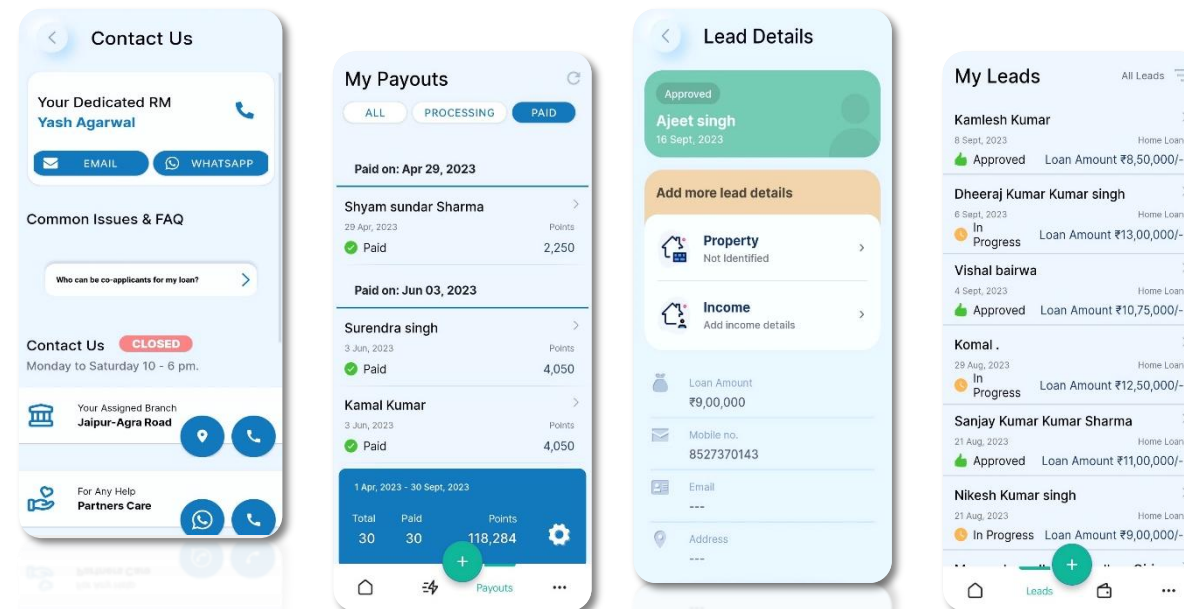 Contact Us
Your Dedicated RM
Yash Agarwal
EMAIL
WHATSAPP
Common Issues & FAQ
Who can be co-applicants for my loan?
Contact Us CLOSED
Monday to Saturday 10 - 6 pm.
Your Assigned Branch
Jaipur-Agra Road
For Any Help
Partners Care
My Payouts
ALL PROCESSING PAID
Paid on: Apr 29, 2023
Shyam sundar Sharma
29 Apr, 2023 Points
Paid 2,250
Paid on: Jun 03, 2023
Surendra singh
3 Jun, 2023 Points
Paid 4,050
Kamal Kumar
3 Jun, 2023 Points
Paid 4,050
1 Apr, 2023 - 30 Sept, 2023
Total Paid Points
30 30 118,284
Payouts
Lead Details
Approved
Ajeet singh
16 Sept, 2023
Add more lead details
Property
Not Identified
Income
Add income details
Loan Amount
₹9,00,000
Mobile no.
8527370143
Email
---
Address
---
My Leads All Leads
Kamlesh Kumar
8 Sept, 2023 Home Loan
Approved Loan Amount ₹8,50,000/-
Dheeraj Kumar Kumar singh
6 Sept, 2023 Home Loan
In Progress Loan Amount ₹13,00,000/-
Vishal bairwa
4 Sept, 2023 Home Loan
Approved Loan Amount ₹10,75,000/-
Komal .
29 Aug, 2023 Home Loan
In Progress Loan Amount ₹12,50,000/-
Sanjay Kumar Kumar Sharma
21 Aug, 2023 Home Loan
Approved Loan Amount ₹11,00,000/-
Nikesh Kumar singh
21 Aug, 2023 Home Loan
In Progress Loan Amount ₹9,00,000/-
Leads